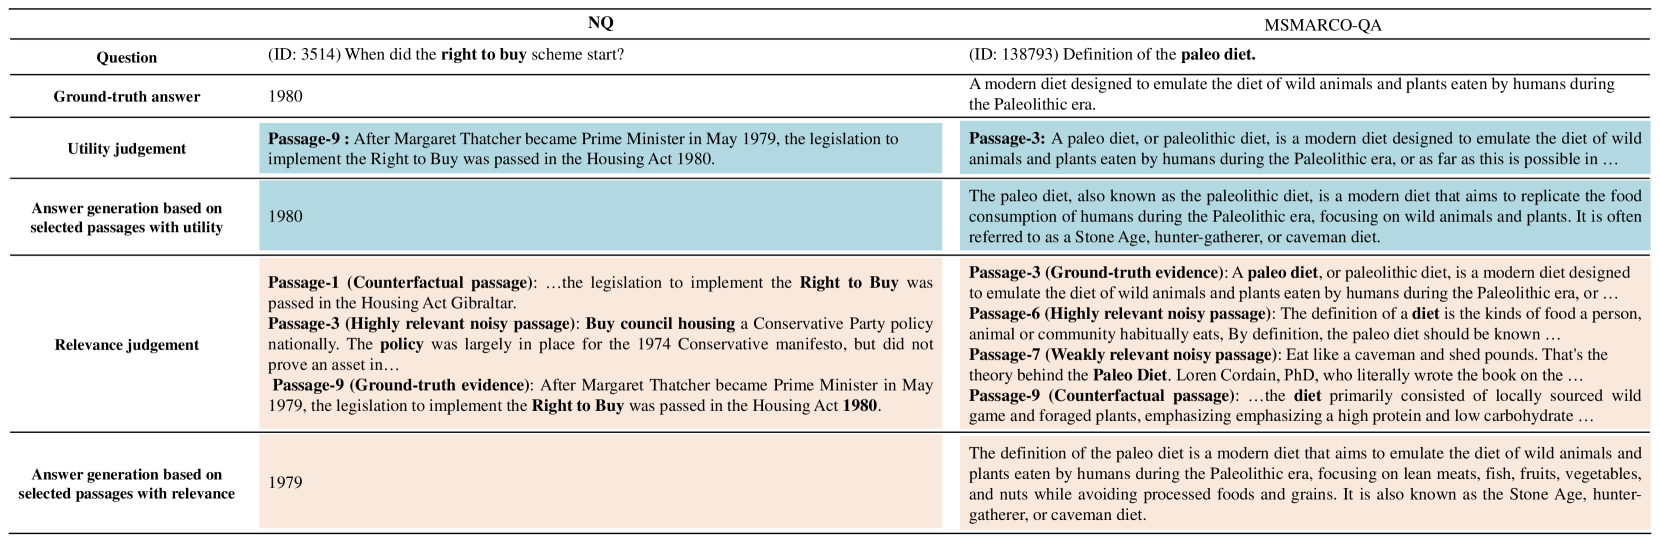 NQ
MSMARCO-QA
Question
(ID: 3514) When did the right to buy scheme start?
(ID: 138793) Definition of the paleo diet.
Ground-truth answer
1980
A modern diet designed to emulate the diet of wild animals and plants eaten by humans during
the Paleolithic era.
Utility judgement
Passage-9 : After Margaret Thatcher became Prime Minister in May 1979, the legislation to
implement the Right to Buy was passed in the Housing Act 1980.
Passage-3: A paleo diet, or paleolithic diet, is a modern diet designed to emulate the diet of wild
animals and plants eaten by humans during the Paleolithic era, or as far as this is possible in …
Answer generation based on
selected passages with utility
1980
The paleo diet, also known as the paleolithic diet, is a modern diet that aims to replicate the food
consumption of humans during the Paleolithic era, focusing on wild animals and plants. It is often
referred to as a Stone Age, hunter-gatherer, or caveman diet.
Relevance judgement
Passage-1 (Counterfactual passage): …the legislation to implement the Right to Buy was
passed in the Housing Act Gibraltar.
Passage-3 (Highly relevant noisy passage): Buy council housing a Conservative Party policy
nationally. The policy was largely in place for the 1974 Conservative manifesto, but did not
prove an asset in…
Passage-9 (Ground-truth evidence): After Margaret Thatcher became Prime Minister in May
1979, the legislation to implement the Right to Buy was passed in the Housing Act 1980.
Passage-3 (Ground-truth evidence): A paleo diet, or paleolithic diet, is a modern diet designed
to emulate the diet of wild animals and plants eaten by humans during the Paleolithic era, or …
Passage-6 (Highly relevant noisy passage): The definition of a diet is the kinds of food a person,
animal or community habitually eats, By definition, the paleo diet should be known …
Passage-7 (Weakly relevant noisy passage): Eat like a caveman and shed pounds. That's the
theory behind the Paleo Diet. Loren Cordain, PhD, who literally wrote the book on the …
Passage-9 (Counterfactual passage): …the diet primarily consisted of locally sourced wild
game and foraged plants, emphasizing emphasizing a high protein and low carbohydrate …
Answer generation based on
selected passages with relevance
1979
The definition of the paleo diet is a modern diet that aims to emulate the diet of wild animals and
plants eaten by humans during the Paleolithic era, focusing on lean meats, fish, fruits, vegetables,
and nuts while avoiding processed foods and grains. It is also known as the Stone Age, hunter-
gatherer, or caveman diet.